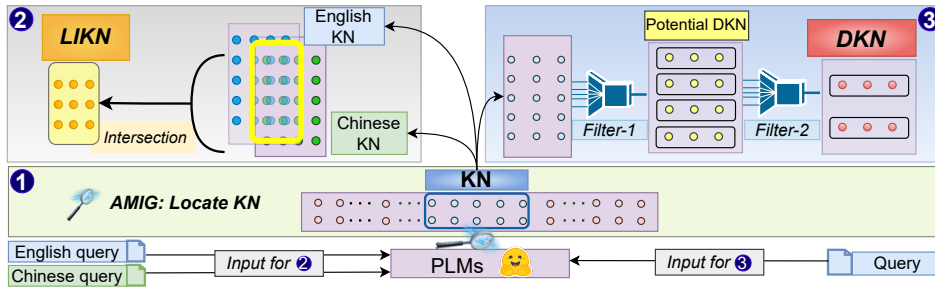 2
LIKN
Intersection
English
KN
Chinese
KN
3
Potential DKN
DKN
Filter-1
Filter-2
1
AMIG: Locate KN
KN
English query
Chinese query
Input for 2
PLMs
Input for 3
Query